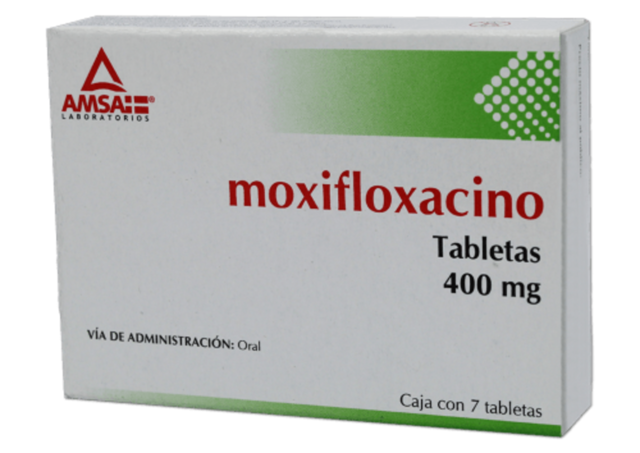 AMSA®
LABORATORIOS
moxifloxacino
Tabletas
400 mg
VÍA DE ADMINISTRACIÓN: Oral
Caja con 7 tabletas